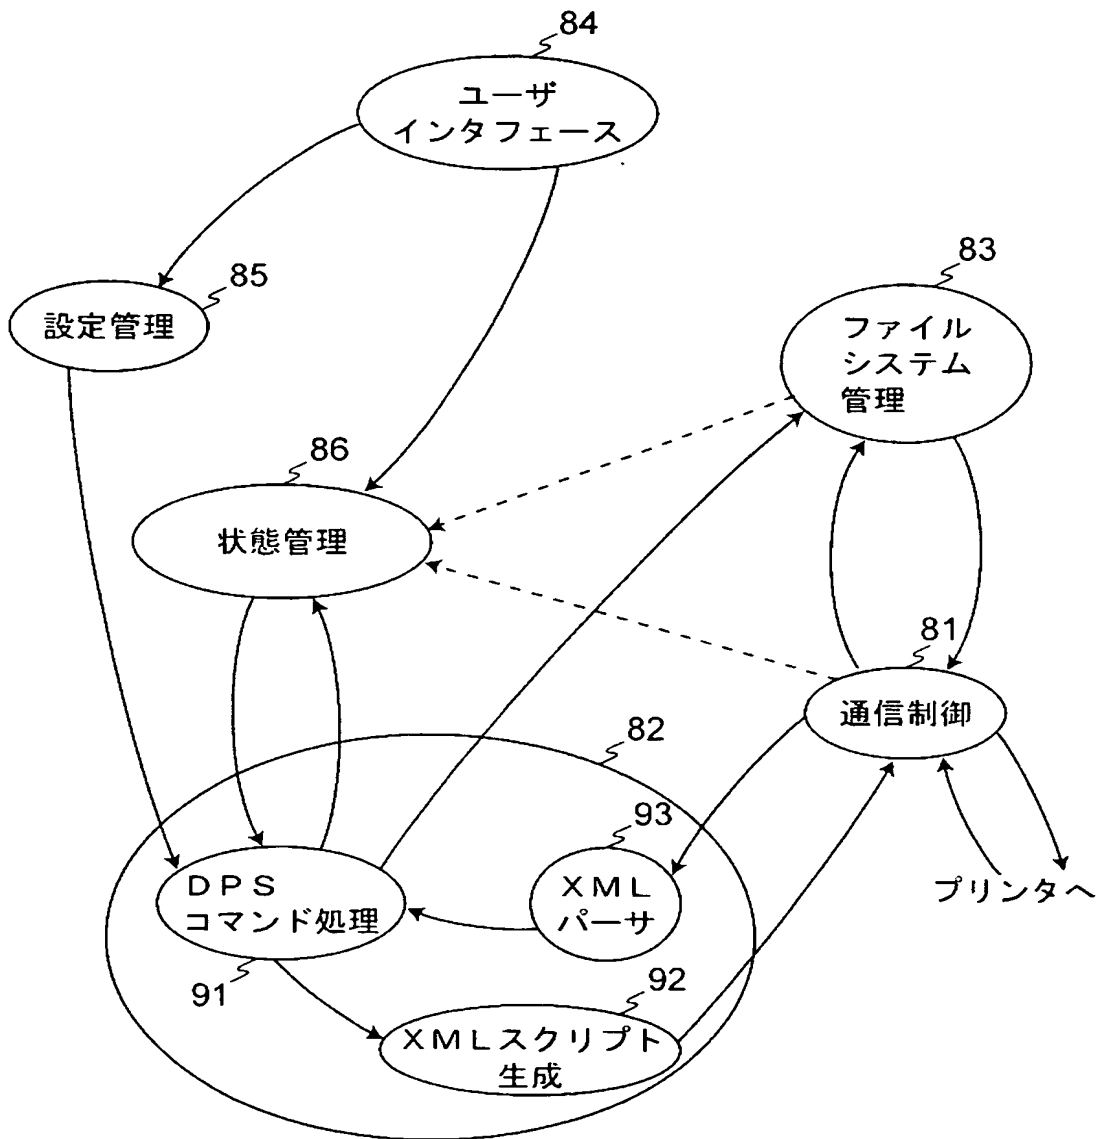 84
ユーザ
インタフェース
85
設定管理
83
ファイル
システム
管理
86
状態管理
81
通信制御
82
93
XML
パーサ
DPS
コマンド処理
91
プリンタへ
92
XMLスクリプト
生成